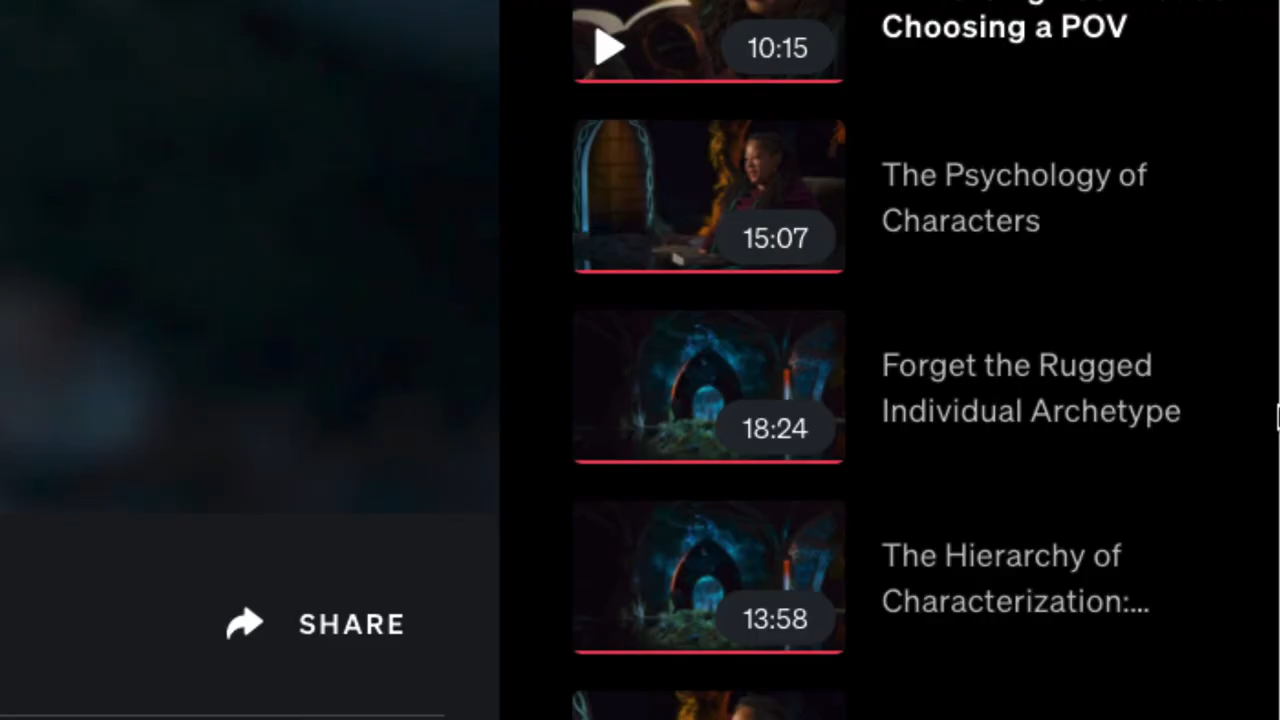 Choosing a POV
10:15
The Psychology of
Characters
15:07
Forget the Rugged
Individual Archetype
18:24
The Hierarchy of
Characterization:...
13:58
SHARE